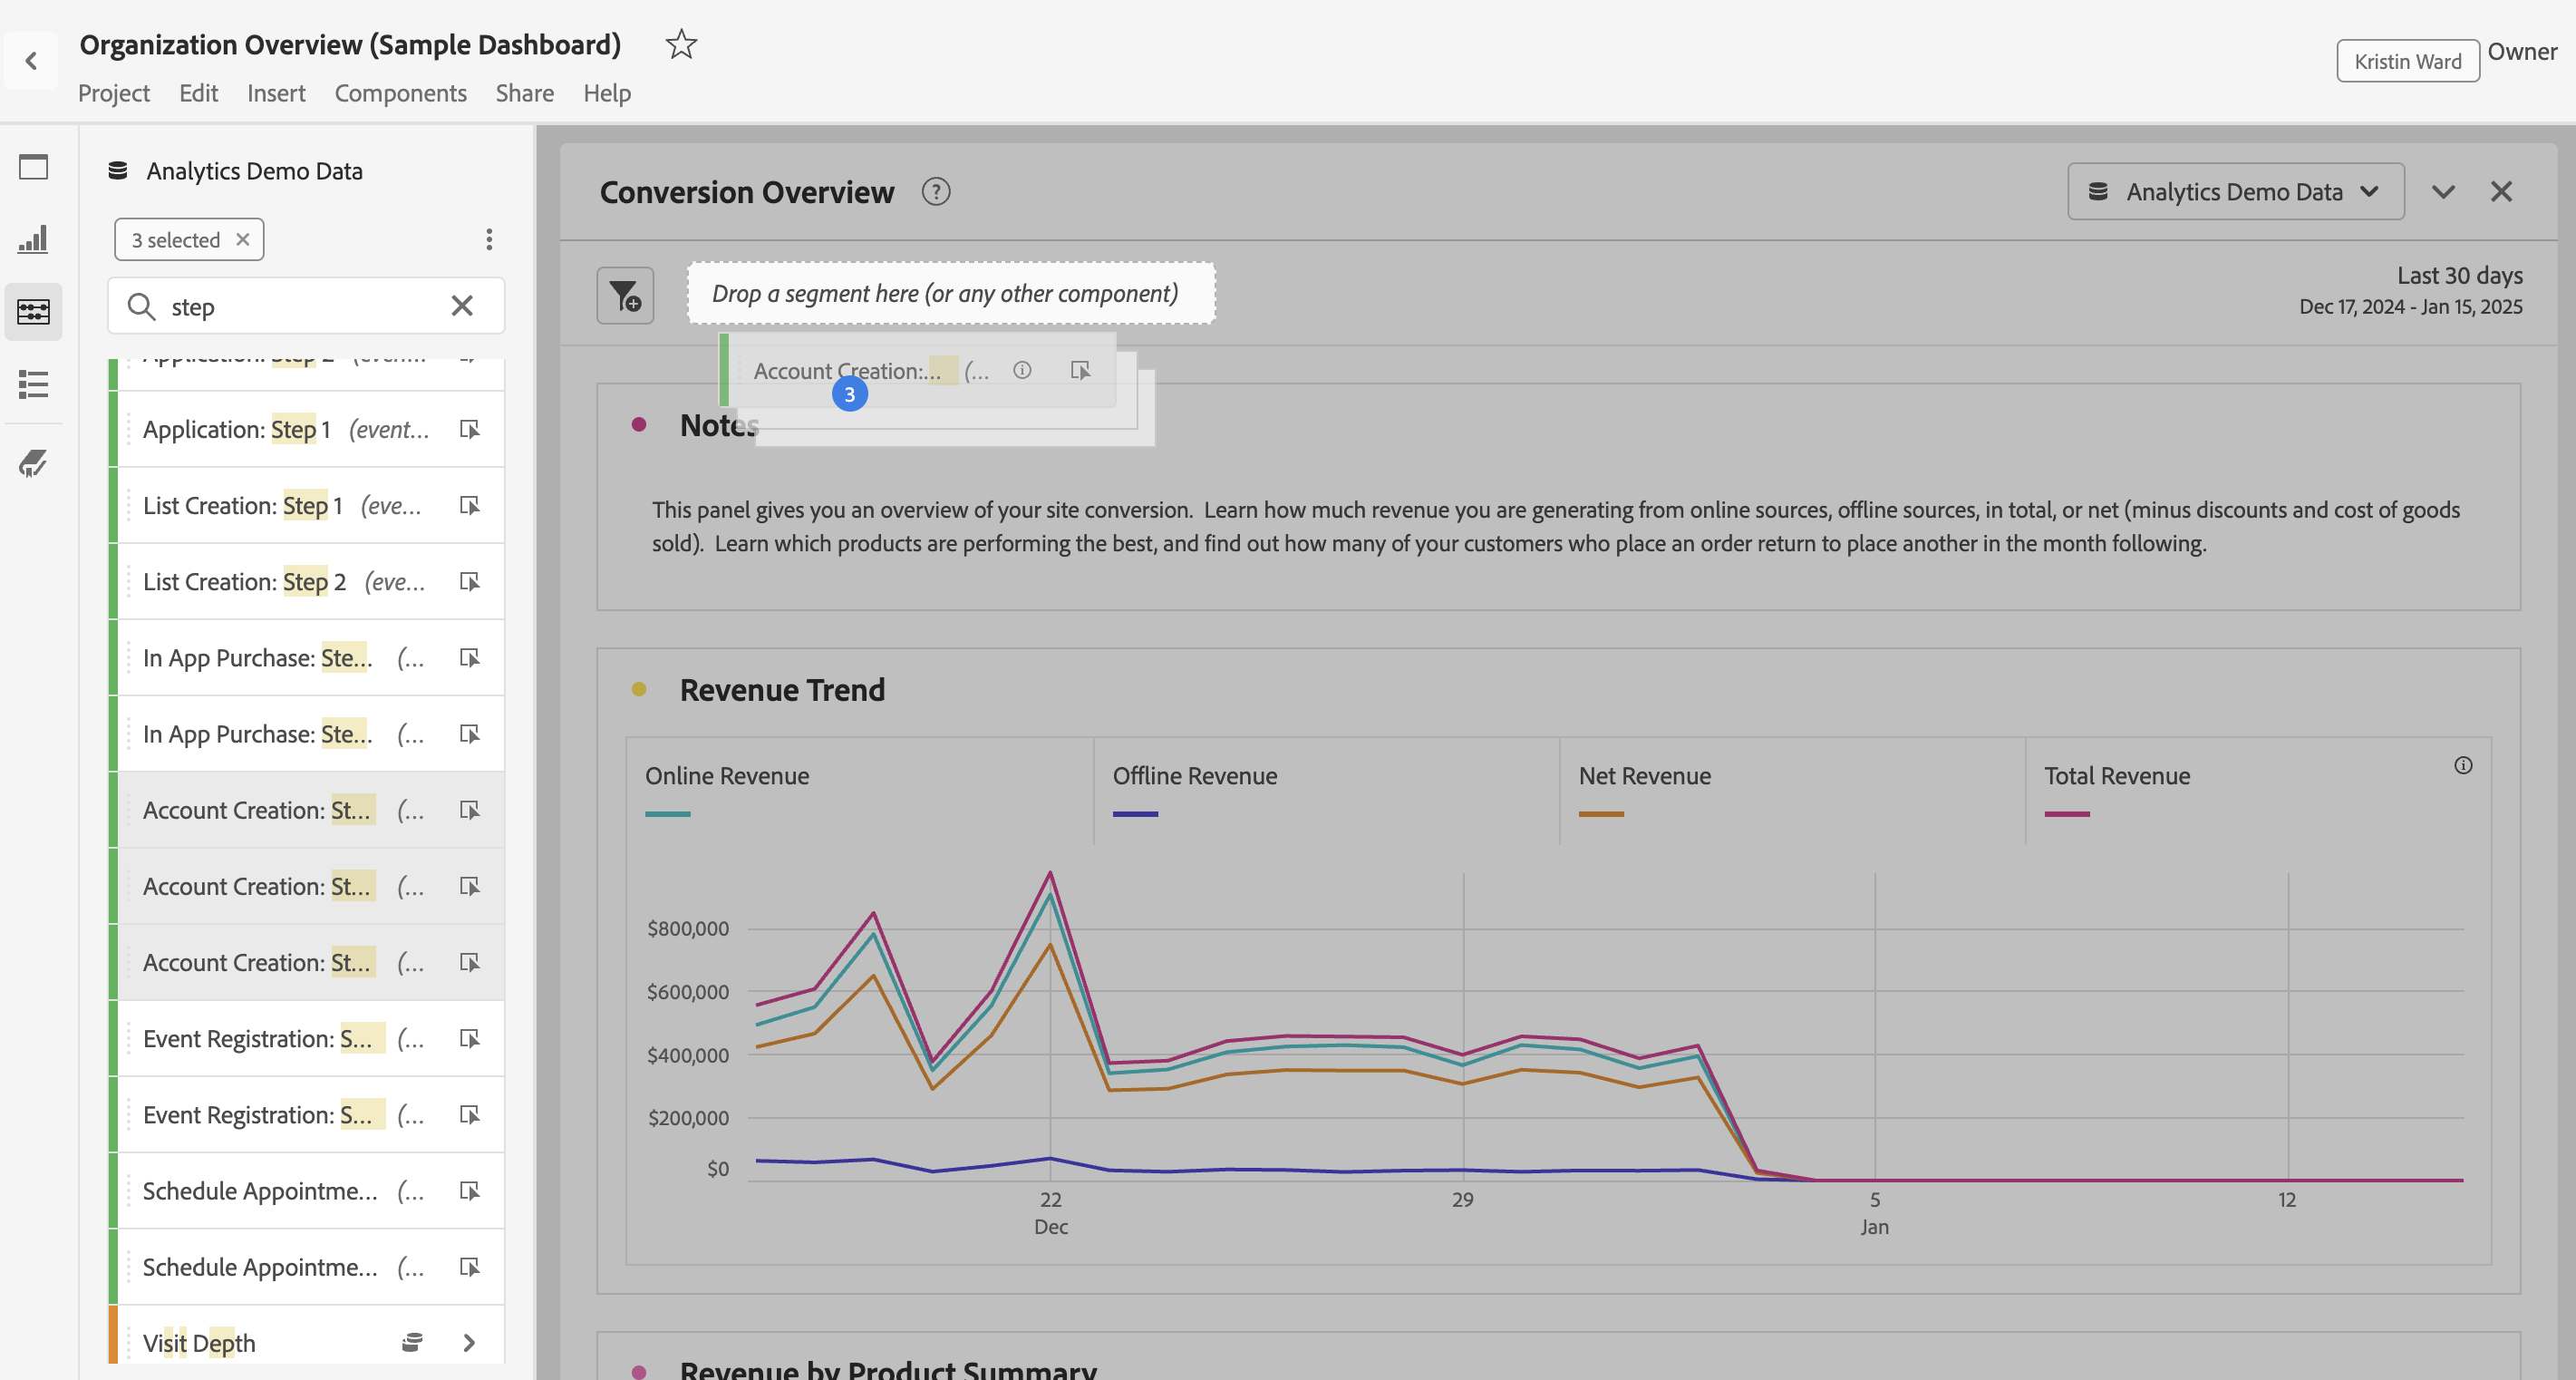 Organization Overview (Sample Dashboard)
Project Edit Insert Components Share Help
Kristin Ward Owner
Analytics Demo Data
3 selected
step
Application: Step 2 (even...
Application: Step 1 (event...
List Creation: Step 1 (eve...
List Creation: Step 2 (eve...
In App Purchase: Ste... (...
In App Purchase: Ste... (...
Account Creation: St... (...
Account Creation: St... (...
Account Creation: St... (...
Event Registration: S... (...
Event Registration: S... (...
Schedule Appointme... (...
Schedule Appointme... (...
Visit Depth
Conversion Overview ?
Analytics Demo Data
Drop a segment here (or any other component)
Last 30 days
Dec 17, 2024 - Jan 15, 2025
Account Creation:... (...
3
Notes
This panel gives you an overview of your site conversion. Learn how much revenue you are generating from online sources, offline sources, in total, or net (minus discounts and cost of goods
sold). Learn which products are performing the best, and find out how many of your customers who place an order return to place another in the month following.
Revenue Trend
Online Revenue Offline Revenue Net Revenue Total Revenue
$800,000
$600,000
$400,000
$200,000
$0
22 29 5 12
Dec Jan
Revenue by Product Summary